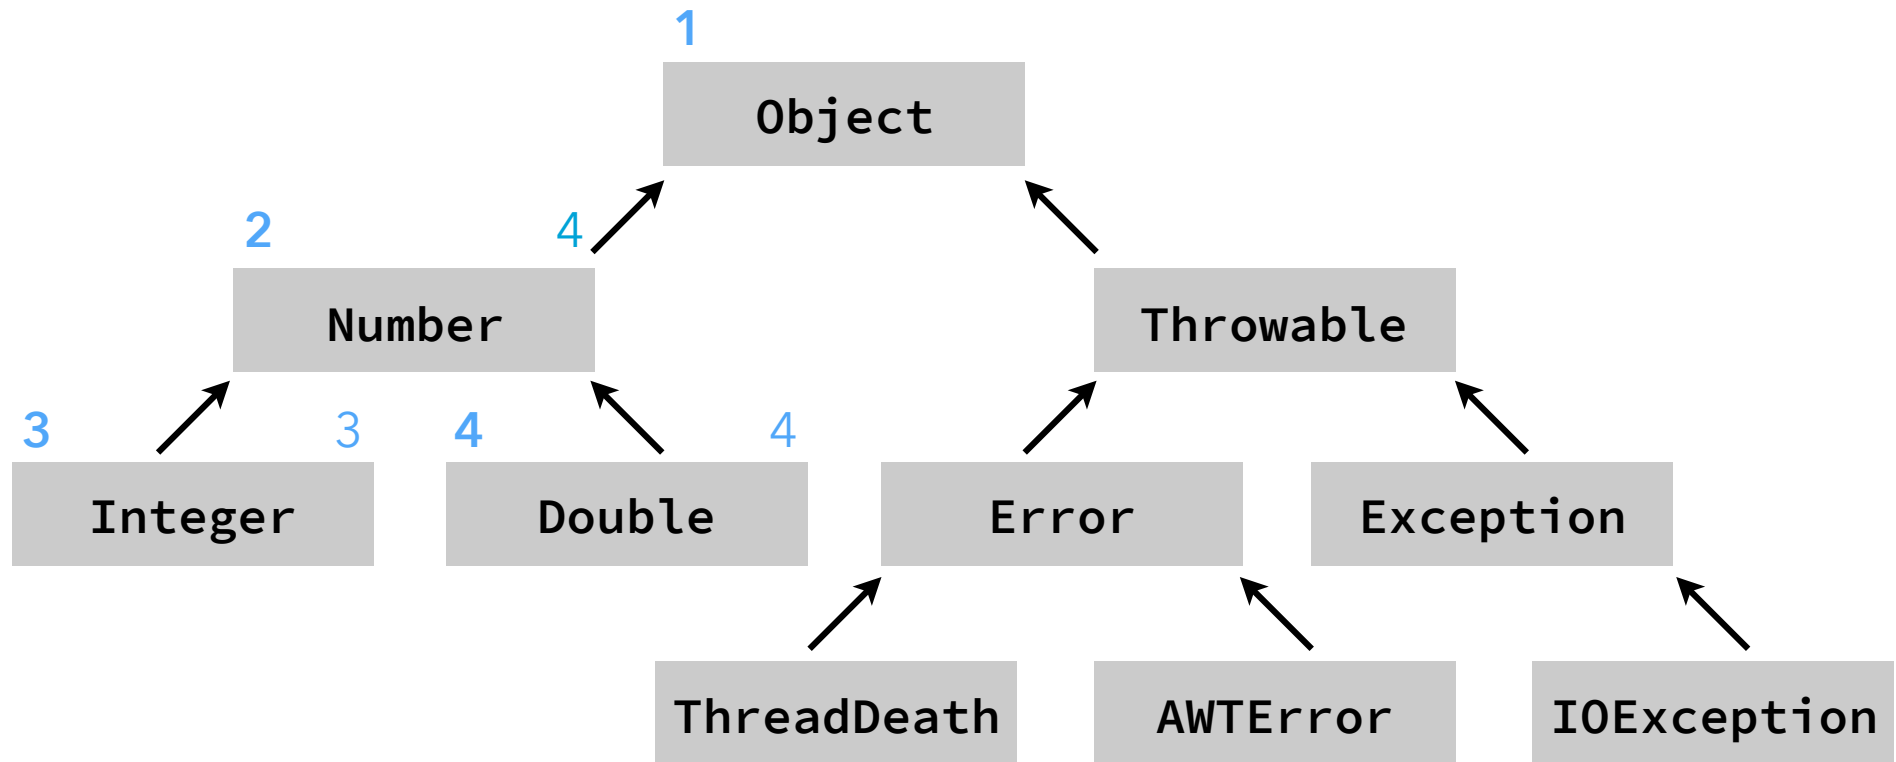 1
Object
2 4
Number Throwable
3 3 4 4
Integer Double Error Exception
ThreadDeath AWTError IOException